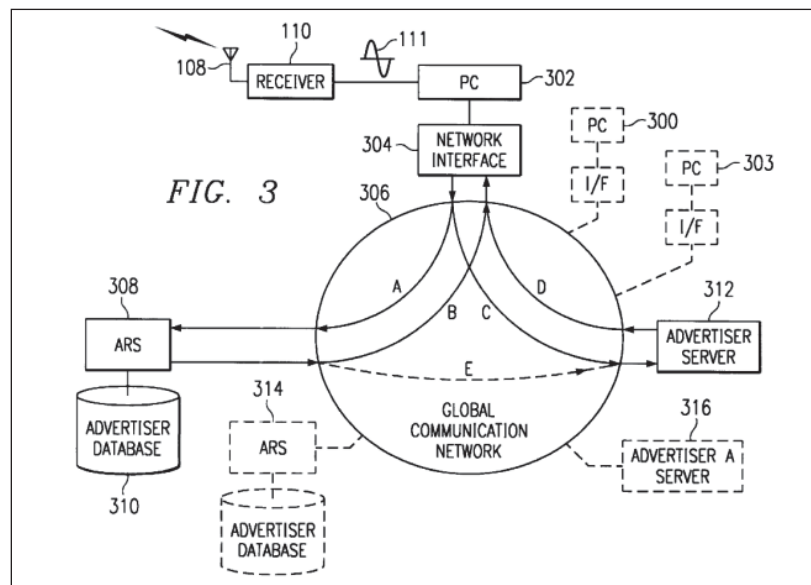 110
111
108
RECEIVER
PC
302
304
NETWORK
INTERFACE
PC
300
I/F
PC
303
I/F
FIG. 3
306
A
B
C
D
E
308
ARS
312
ADVERTISER
SERVER
ADVERTISER
DATABASE
310
314
ARS
ADVERTISER
DATABASE
GLOBAL
COMMUNICATION
NETWORK
316
ADVERTISER A
SERVER